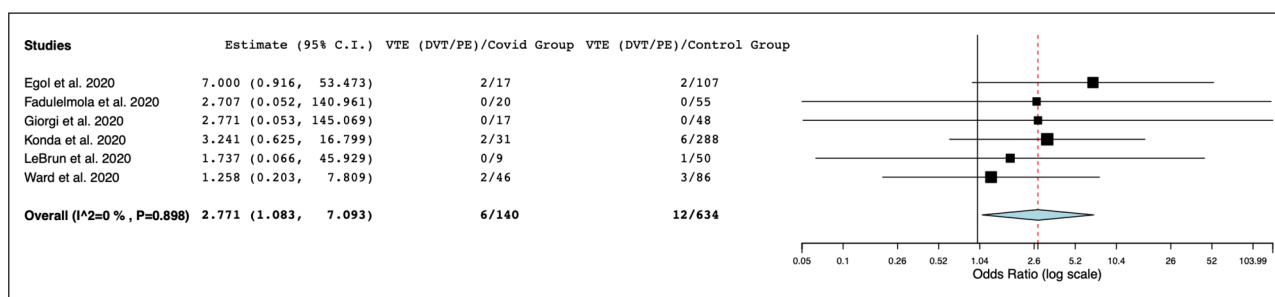 Studies Estimate (95% C.I.) VTE (DVT/PE)/Covid Group VTE (DVT/PE)/Control Group
Egol et al. 2020 7.000 (0.916, 53.473) 2/17 2/107
Fadulelmola et al. 2020 2.707 (0.052, 140.961) 0/20 0/55
Giorgi et al. 2020 2.771 (0.053, 145.069) 0/17 0/48
Konda et al. 2020 3.241 (0.625, 16.799) 2/31 6/288
LeBrun et al. 2020 1.737 (0.066, 45.929) 0/9 1/50
Ward et al. 2020 1.258 (0.203, 7.809) 2/46 3/86
Overall (I^2=0 % , P=0.898) 2.771 (1.083, 7.093) 6/140 12/634
0.05 0.1 0.26 0.52 1.04 2.6 5.2 10.4 26 52 103.99
Odds Ratio (log scale)